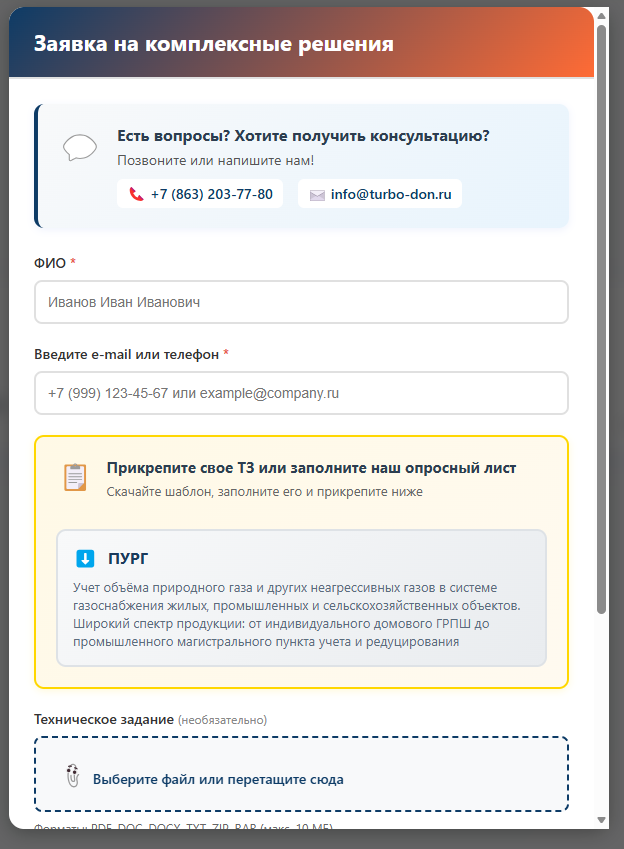 Заявка на комплексные решения
Есть вопросы? Хотите получить консультацию?
Позвоните или напишите нам!
+7 (863) 203-77-80
info@turbo-don.ru
ФИО *
Иванов Иван Иванович
Введите e-mail или телефон *
+7 (999) 123-45-67 или example@company.ru
Прикрепите свое ТЗ или заполните наш опросный лист
Скачайте шаблон, заполните его и прикрепите ниже
ПУРГ
Учет объёма природного газа и других неагрессивных газов в системе
газоснабжения жилых, промышленных и сельскохозяйственных объектов.
Широкий спектр продукции: от индивидуального домового ГРПШ до
промышленного магистрального пункта учета и редуцирования
Техническое задание (необязательно)
Выберите файл или перетащите сюда
Форматы: PDF, DOC, DOCX, TXT, ZIP, RAR (макс. 10 МБ)